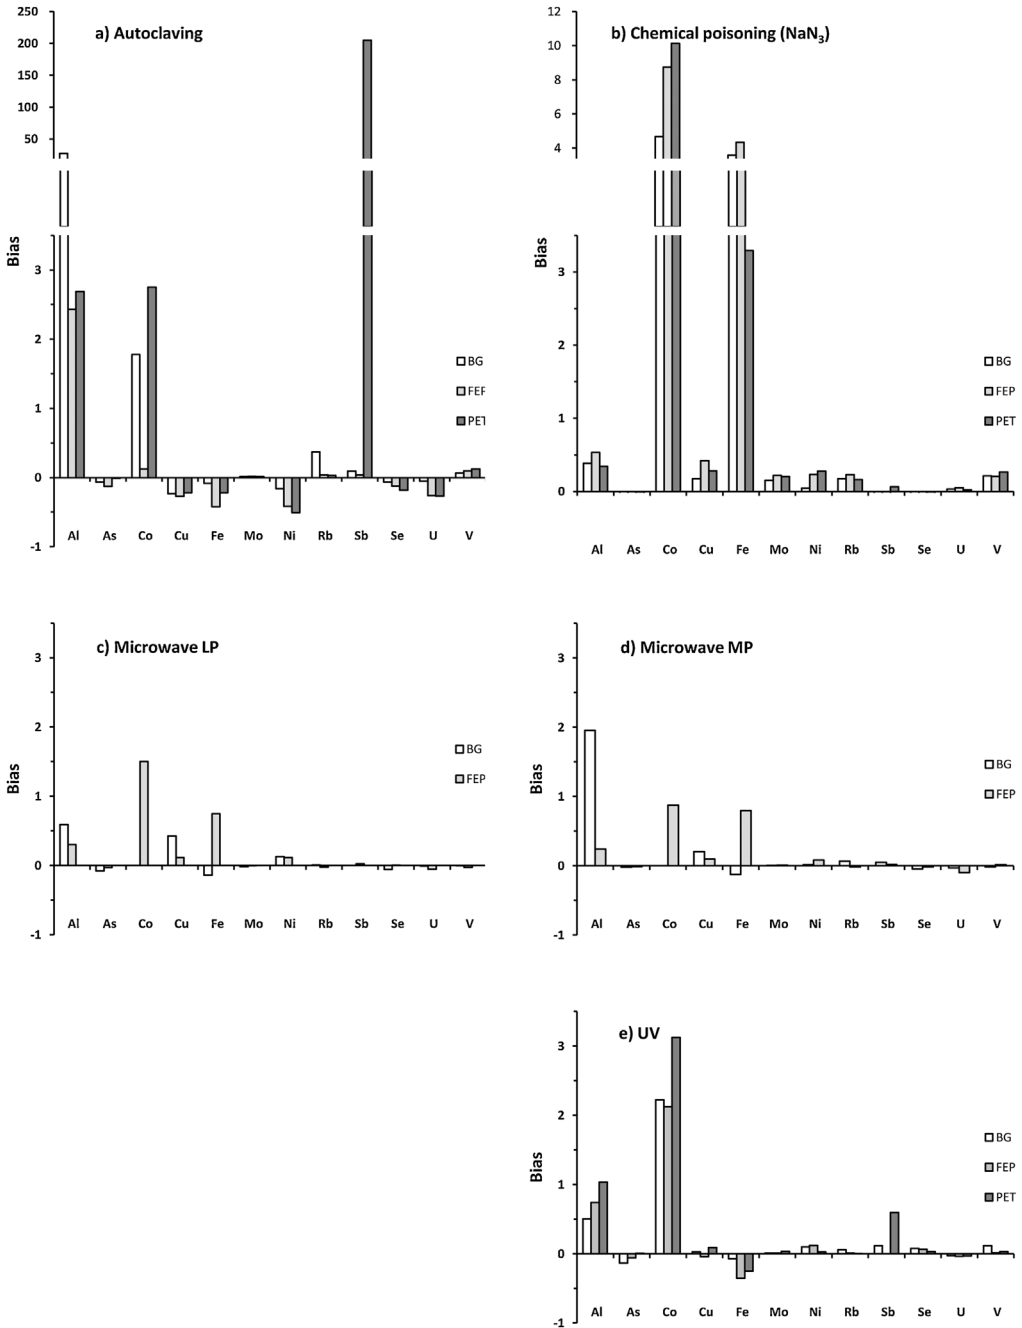 a) Autoclaving
250
200
150
100
50
3
2
1
0
-1
Bias
BG
FEP
PET
Al As Co Cu Fe Mo Ni Rb Sb Se U V
b) Chemical poisoning (NaN3)
12
10
8
6
4
3
2
1
0
Bias
BG
FEP
PET
Al As Co Cu Fe Mo Ni Rb Sb Se U V
c) Microwave LP
3
2
1
0
-1
Bias
BG
FEP
Al As Co Cu Fe Mo Ni Rb Sb Se U V
d) Microwave MP
3
2
1
0
-1
Bias
BG
FEP
Al As Co Cu Fe Mo Ni Rb Sb Se U V
e) UV
3
2
1
0
-1
Bias
BG
FEP
PET
Al As Co Cu Fe Mo Ni Rb Sb Se U V